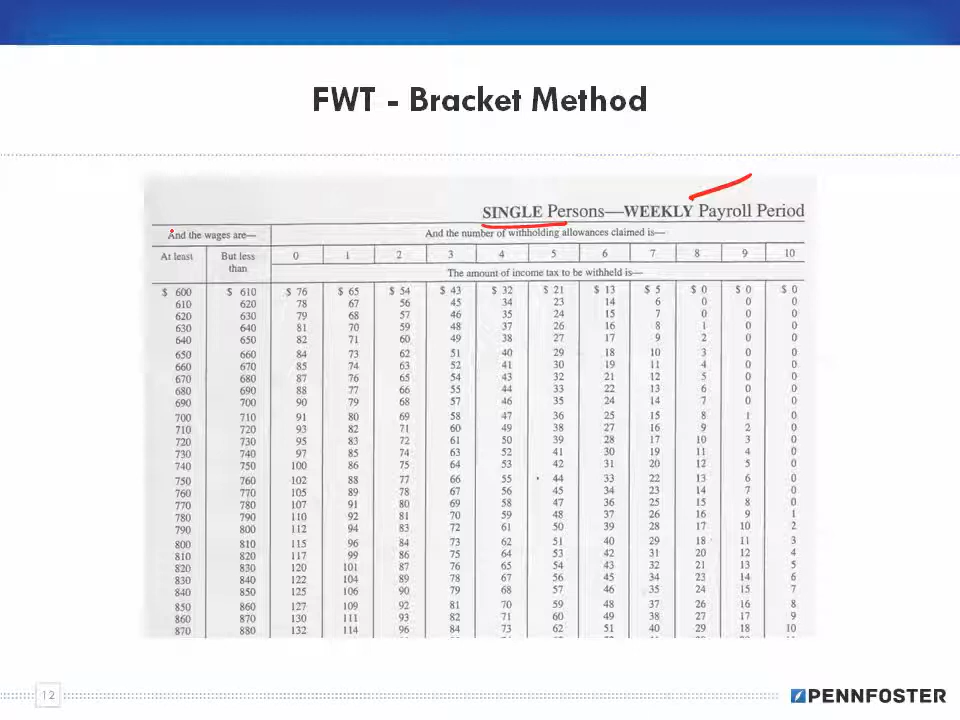 FWT - Bracket Method
SINGLE Persons—WEEKLY Payroll Period
And the wages are— And the number of withholding allowances claimed is—
At least But less than 0 1 2 3 4 5 6 7 8 9 10
The amount of income tax to be withheld is—
$ 600 $ 610 $ 76 $ 65 $ 54 $ 43 $ 32 $ 21 $ 13 $ 5 $ 0 $ 0 $ 0
610 620 78 67 56 45 34 23 14 6 0 0 0
620 630 79 68 57 46 35 24 15 7 0 0 0
630 640 81 70 59 48 37 26 16 8 1 0 0
640 650 82 71 60 49 38 27 17 9 2 0 0
650 660 84 73 62 51 40 29 18 10 3 0 0
660 670 85 74 63 52 41 30 19 11 4 0 0
670 680 87 76 65 54 43 32 21 12 5 0 0
680 690 88 77 66 55 44 33 22 13 6 0 0
690 700 90 79 68 57 46 35 24 14 7 0 0
700 710 91 80 69 58 47 36 25 15 8 1 0
710 720 93 82 71 60 49 38 27 16 9 2 0
720 730 95 83 72 61 50 39 28 17 10 3 0
730 740 97 85 74 63 52 41 30 19 11 4 0
740 750 100 86 75 64 53 42 31 20 12 5 0
750 760 102 88 77 66 55 44 33 22 13 6 0
760 770 105 89 78 67 56 45 34 23 14 7 0
770 780 107 91 80 69 58 47 36 25 15 8 0
780 790 110 92 81 70 59 48 37 26 16 9 1
790 800 112 94 83 72 61 50 39 28 17 10 2
800 810 115 96 84 73 62 51 40 29 18 11 3
810 820 117 99 86 75 64 53 42 31 20 12 4
820 830 120 101 87 76 65 54 43 32 21 13 5
830 840 122 104 89 78 67 56 45 34 23 14 6
840 850 125 106 90 79 68 57 46 35 24 15 7
850 860 127 109 92 81 70 59 48 37 26 16 8
860 870 130 111 93 82 71 60 49 38 27 17 9
870 880 132 114 96 84 73 62 51 40 29 18 10
12
PENNFOSTER